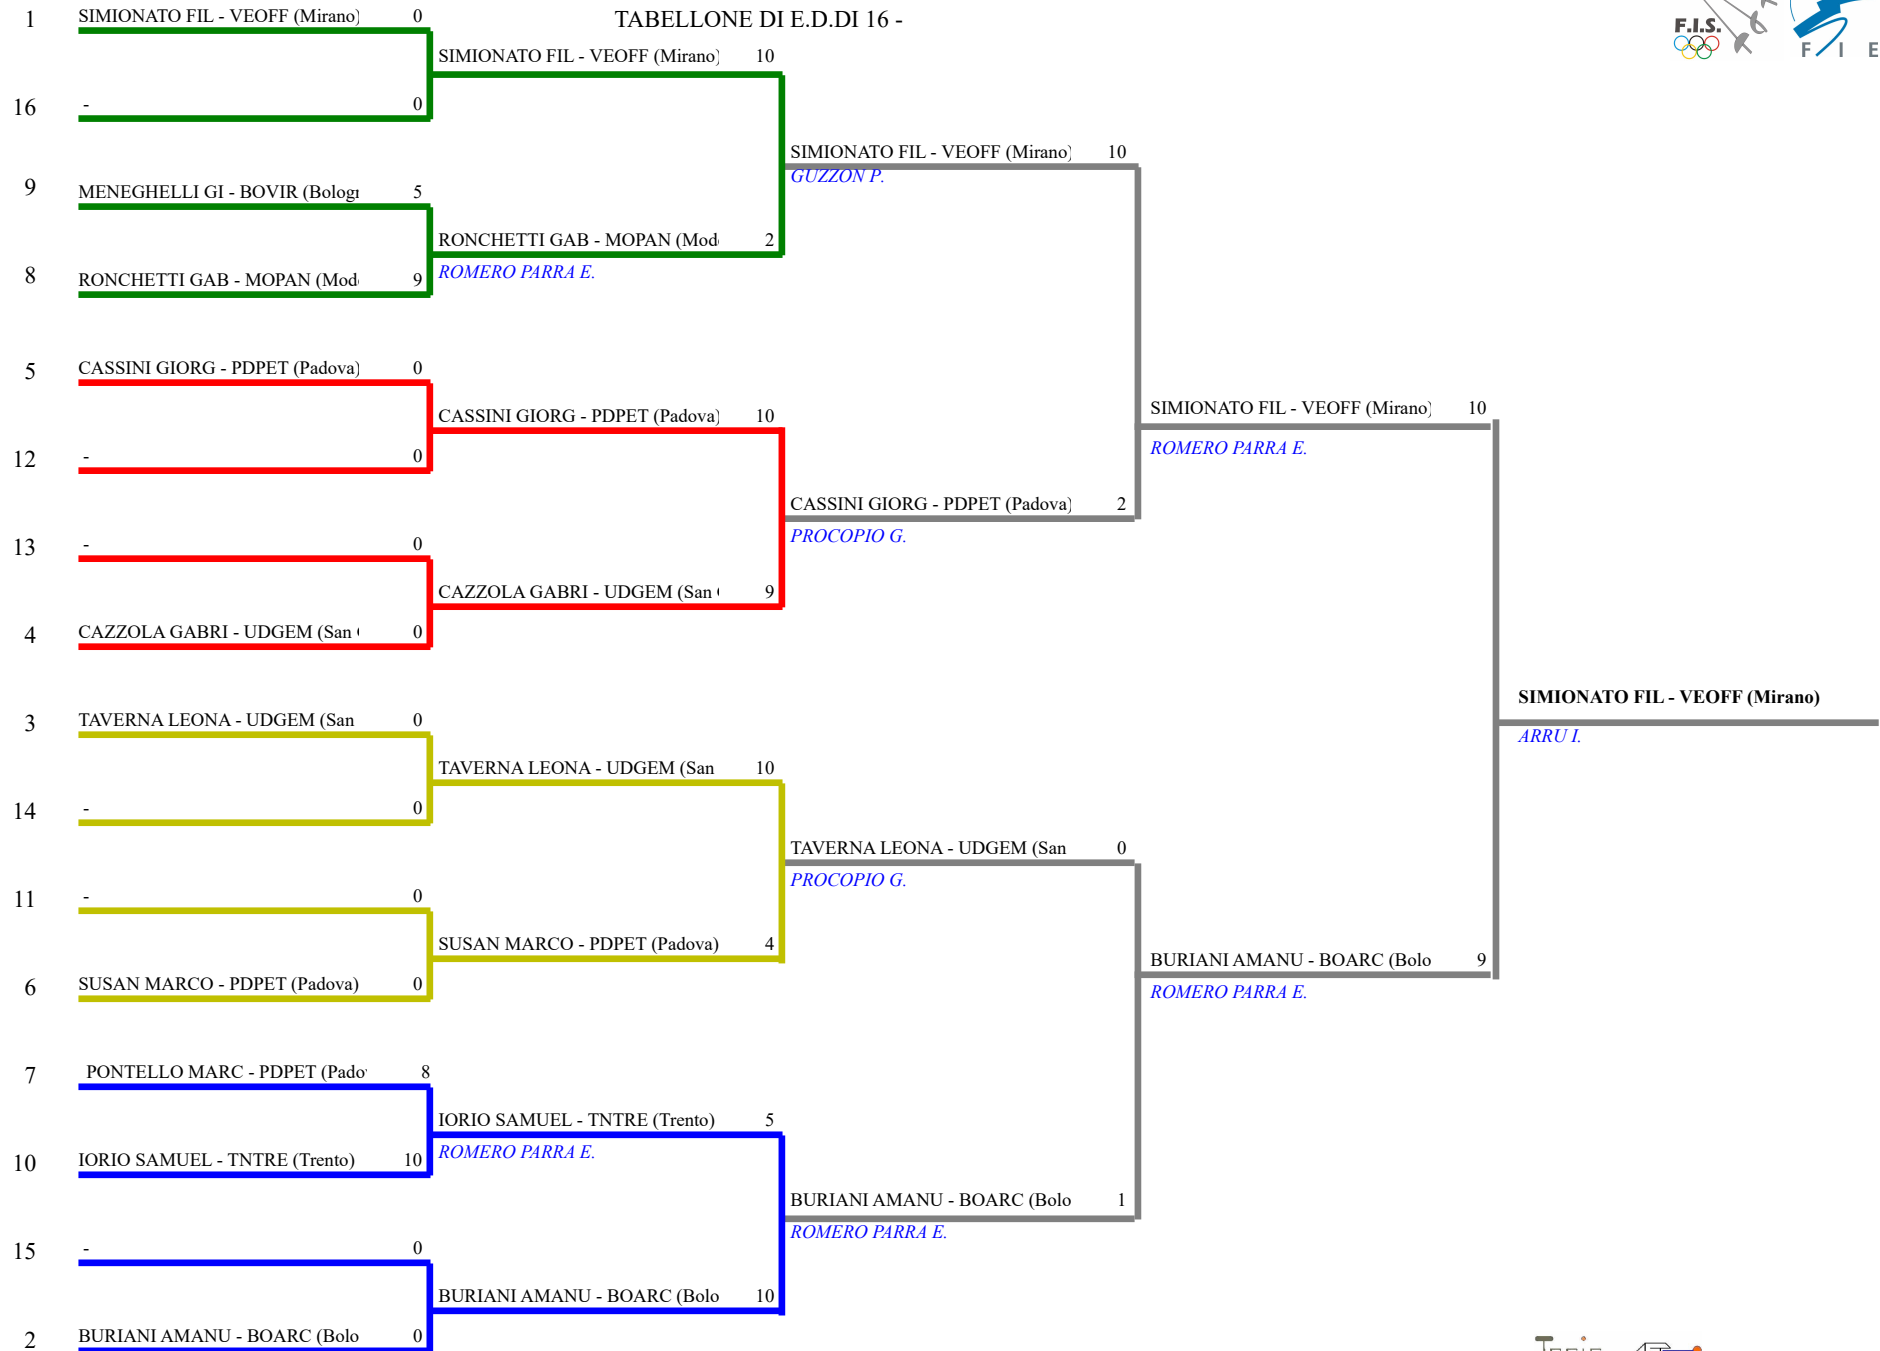 TABELLONE DI E.D.DI 16 -
F.I.S.
F I E
1 SIMIONATO FIL - VEOFF (Mirano) 0
SIMIONATO FIL - VEOFF (Mirano) 10
16 - 0
SIMIONATO FIL - VEOFF (Mirano) 10
GUZZON P.
9 MENEGHELLI GI - BOVIR (Bologn 5
RONCHETTI GAB - MOPAN (Mode 2
ROMERO PARRA E.
8 RONCHETTI GAB - MOPAN (Mode 9
5 CASSINI GIORG - PDPET (Padova) 0
CASSINI GIORG - PDPET (Padova) 10
SIMIONATO FIL - VEOFF (Mirano) 10
ROMERO PARRA E.
12 - 0
CASSINI GIORG - PDPET (Padova) 2
PROCOPIO G.
13 - 0
CAZZOLA GABRI - UDGEM (San 9
4 CAZZOLA GABRI - UDGEM (San 0
SIMIONATO FIL - VEOFF (Mirano)
ARRU I.
3 TAVERNA LEONA - UDGEM (San 0
TAVERNA LEONA - UDGEM (San 10
14 - 0
TAVERNA LEONA - UDGEM (San 0
PROCOPIO G.
11 - 0
SUSAN MARCO - PDPET (Padova) 4
BURIANI AMANU - BOARC (Bolo 9
ROMERO PARRA E.
6 SUSAN MARCO - PDPET (Padova) 0
7 PONTELLO MARC - PDPET (Pado 8
IORIO SAMUEL - TNTRE (Trento) 5
ROMERO PARRA E.
10 IORIO SAMUEL - TNTRE (Trento) 10
BURIANI AMANU - BOARC (Bolo 1
ROMERO PARRA E.
15 - 0
BURIANI AMANU - BOARC (Bolo 10
2 BURIANI AMANU - BOARC (Bolo 0